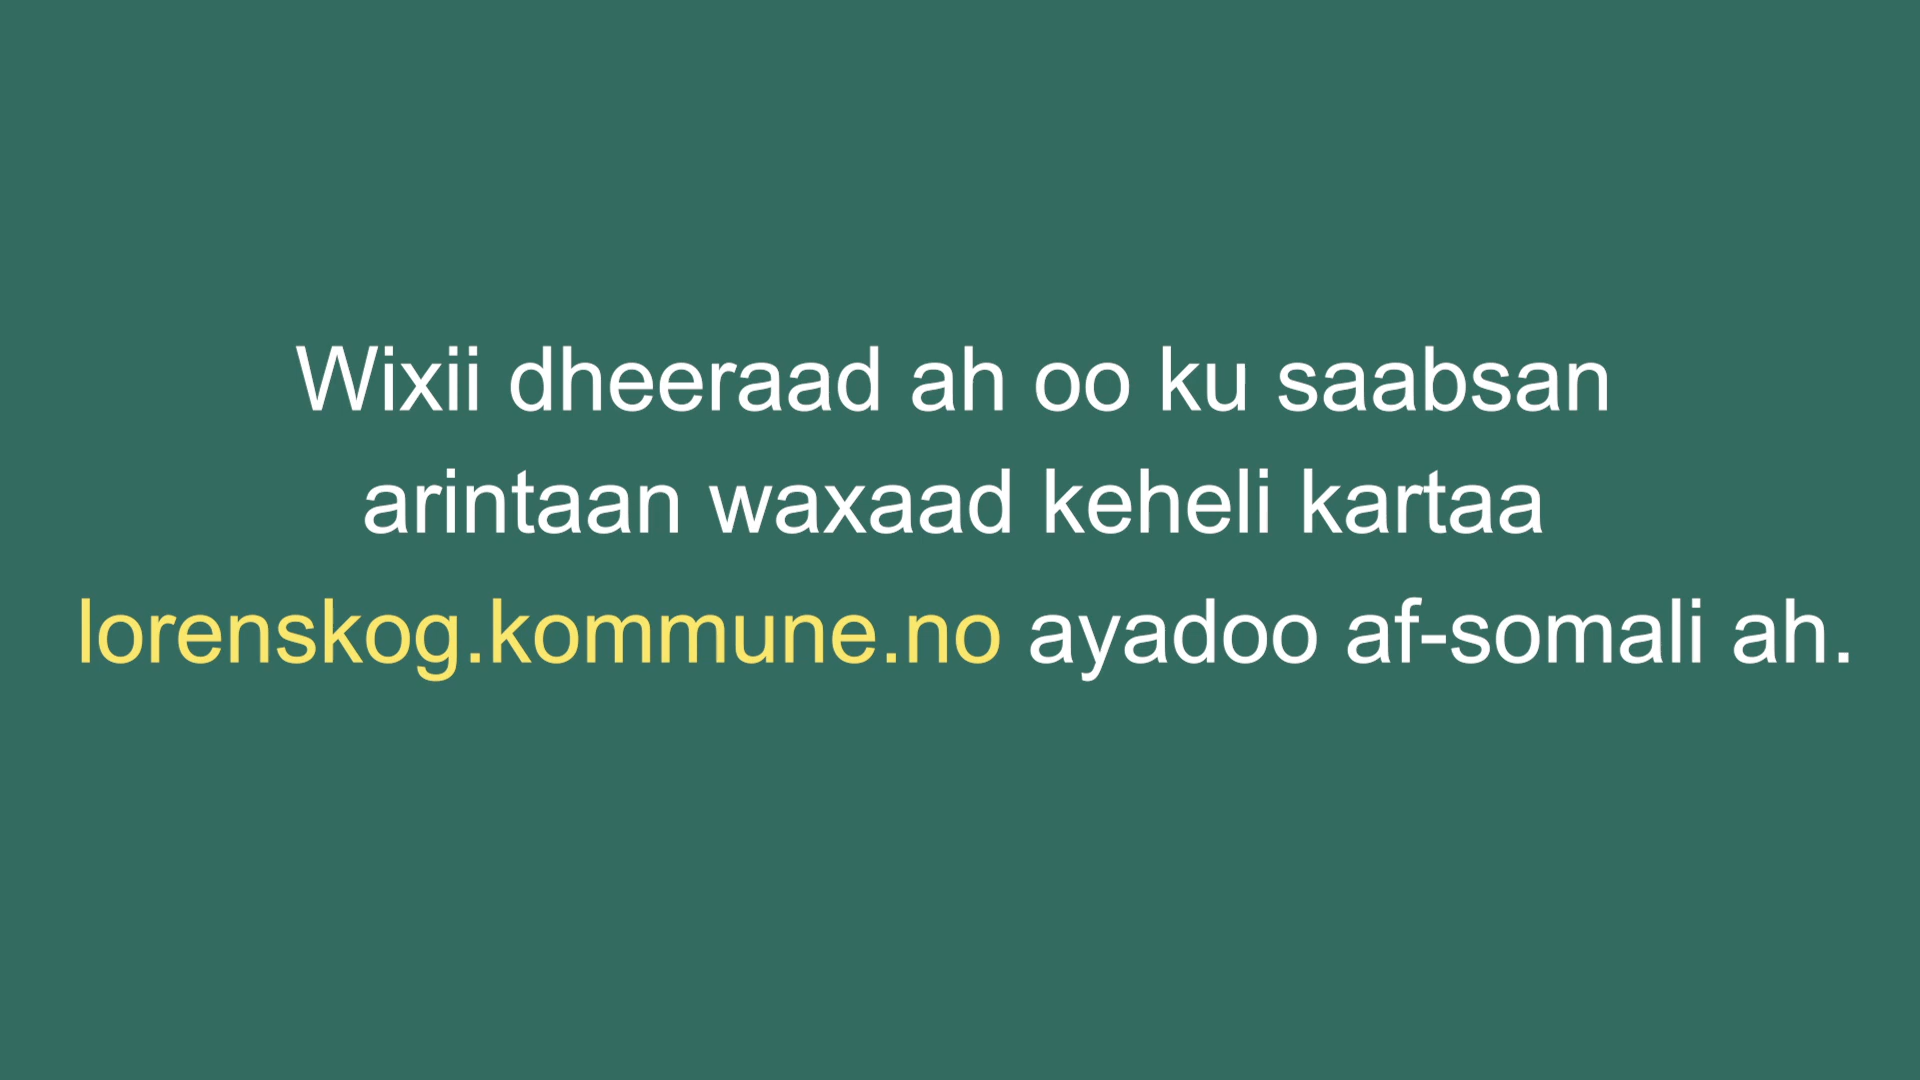 Wixii dheeraad ah oo ku saabsan
arintaan waxaad keheli kartaa
lorenskog.kommune.no ayadoo af-somali ah.